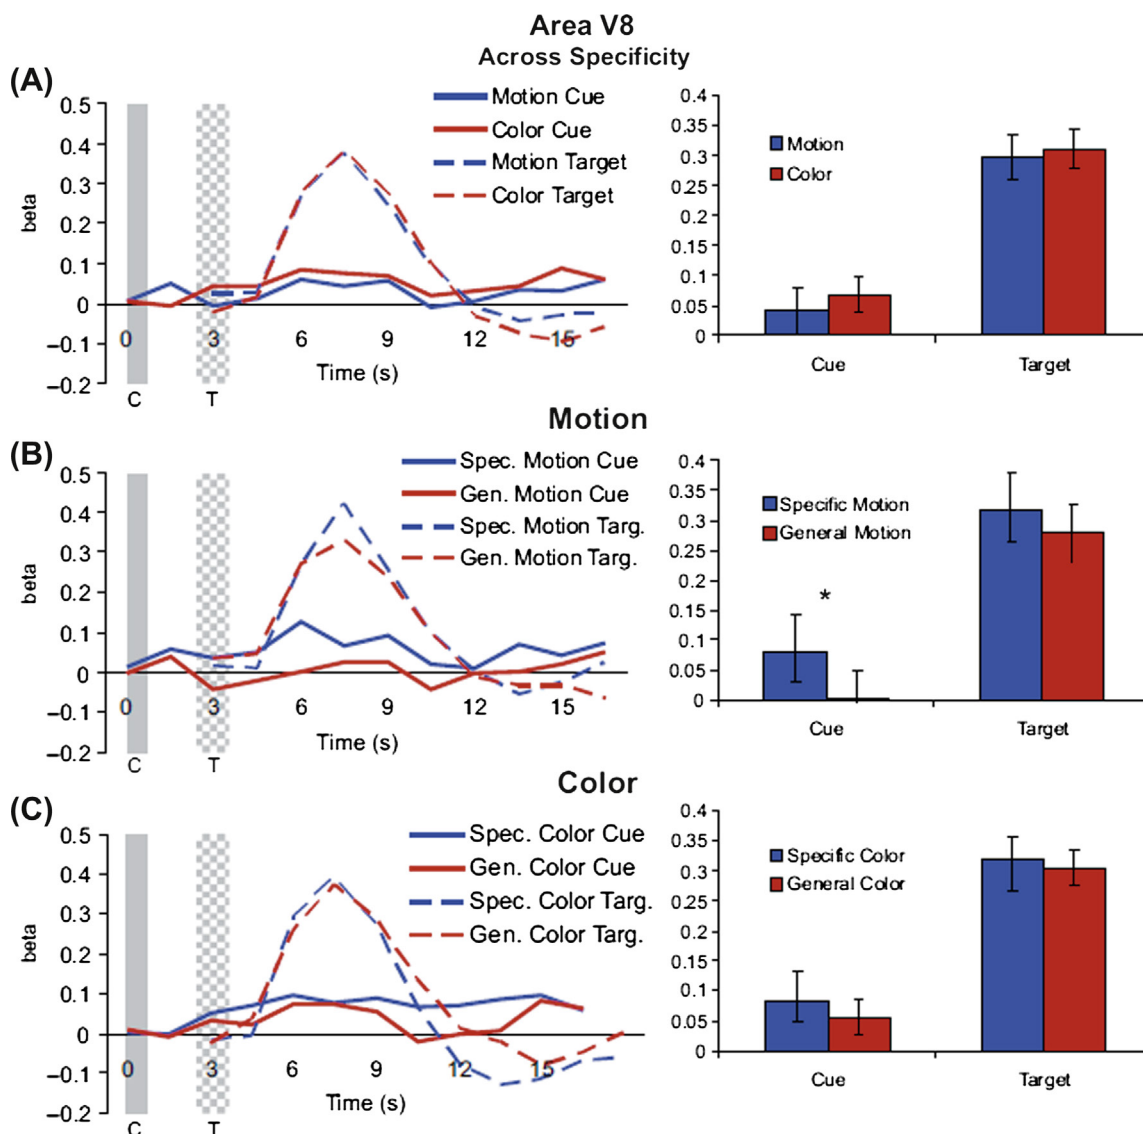 Area V8
Across Specificity
(A)
0.5
0.4
0.3
0.2
0.1
0
–0.1
–0.2
beta
0 3 6 9 12 15
Time (s)
C T
Motion Cue
Color Cue
Motion Target
Color Target
0.4
0.35
0.3
0.25
0.2
0.15
0.1
0.05
0
Motion
Color
Cue Target
Motion
(B)
0.5
0.4
0.3
0.2
0.1
0
–0.1
–0.2
beta
0 3 6 9 12 15
Time (s)
C T
Spec. Motion Cue
Gen. Motion Cue
Spec. Motion Targ.
Gen. Motion Targ.
0.4
0.35
0.3
0.25
0.2
0.15
0.1
0.05
0
Specific Motion
General Motion
*
Cue Target
Color
(C)
0.5
0.4
0.3
0.2
0.1
0
–0.1
–0.2
beta
0 3 6 9 12 15
Time (s)
C T
Spec. Color Cue
Gen. Color Cue
Spec. Color Targ.
Gen. Color Targ.
0.4
0.35
0.3
0.25
0.2
0.15
0.1
0.05
0
Specific Color
General Color
Cue Target